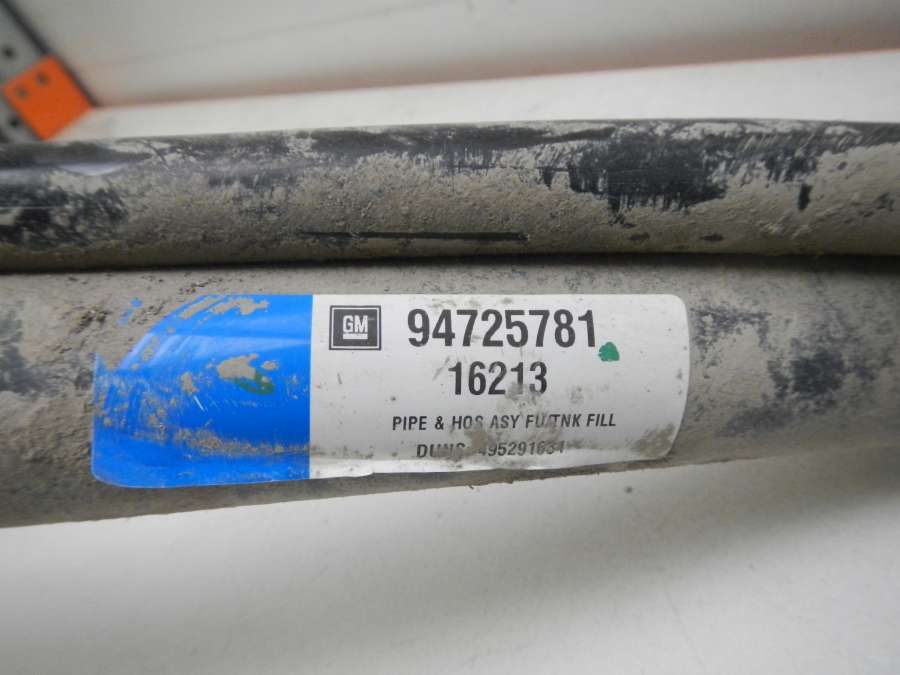 GM 94725781
16213
PIPE & HOS ASY FU/TNK FILL